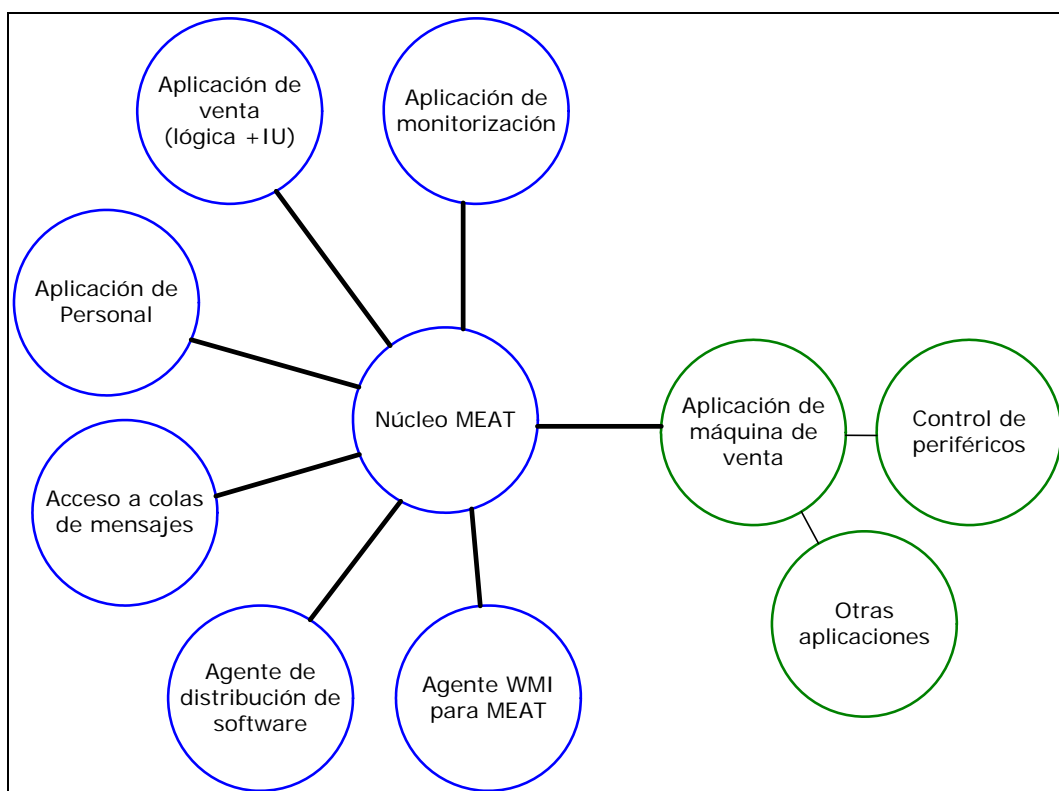 Aplicación de
venta
(lógica +IU)
Aplicación de
monitorización
Aplicación de
Personal
Núcleo MEAT
Aplicación de
máquina de
venta
Control de
periféricos
Acceso a colas
de mensajes
Otras
aplicaciones
Agente de
distribución de
software
Agente WMI
para MEAT